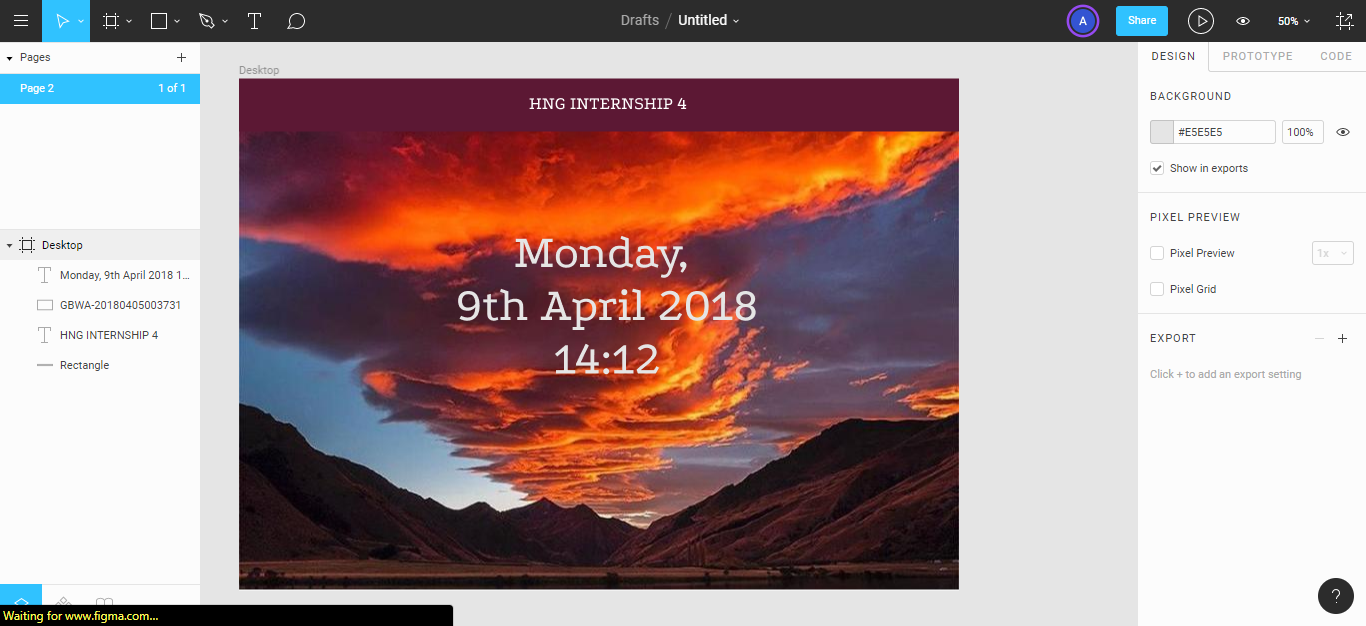 Drafts / Untitled
A
Share
50%
Pages
Page 2
1 of 1
Desktop
Monday, 9th April 2018 1...
GBWA-20180405003731
HNG INTERNSHIP 4
Rectangle
Waiting for www.figma.com...
Desktop
HNG INTERNSHIP 4
Monday,
9th April 2018
14:12
DESIGN
PROTOTYPE
CODE
BACKGROUND
#E5E5E5
100%
Show in exports
PIXEL PREVIEW
Pixel Preview
1x
Pixel Grid
EXPORT
Click + to add an export setting
?